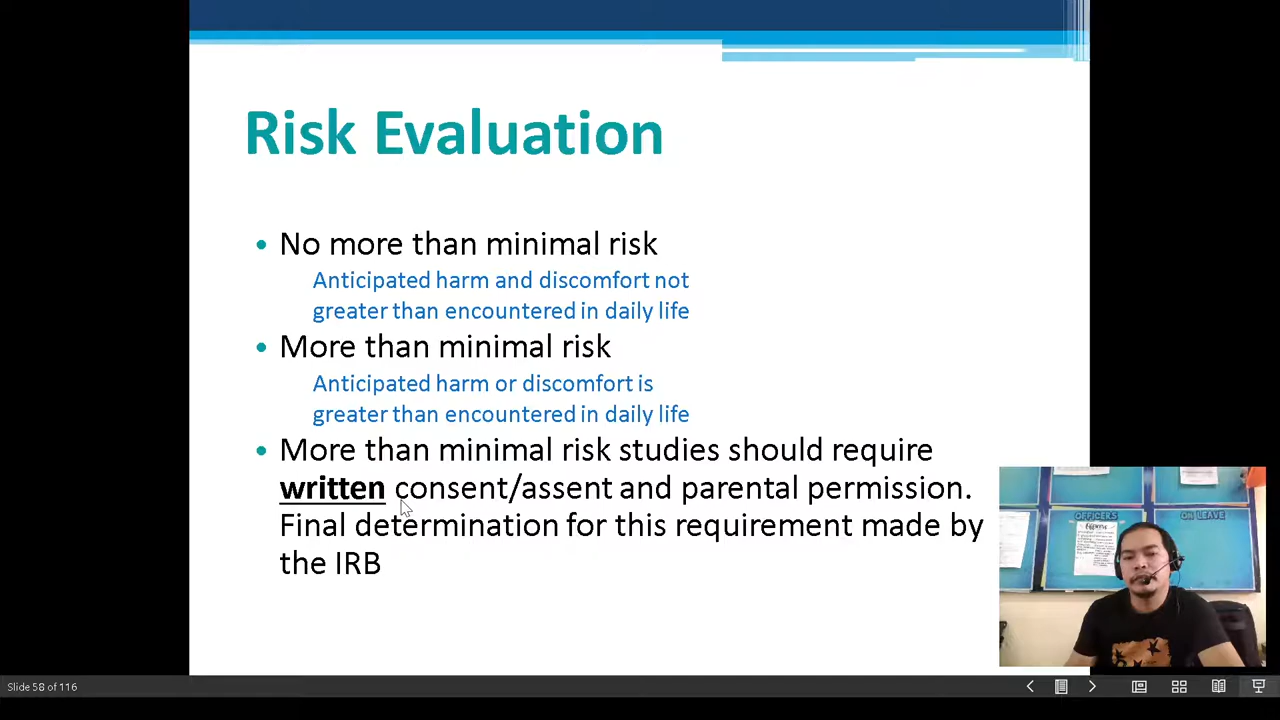 Risk Evaluation
• No more than minimal risk
Anticipated harm and discomfort not
greater than encountered in daily life
• More than minimal risk
Anticipated harm or discomfort is
greater than encountered in daily life
• More than minimal risk studies should require
written consent/assent and parental permission.
Final determination for this requirement made by
the IRB
OFFICERS
ON LEAVE
Slide 58 of 116